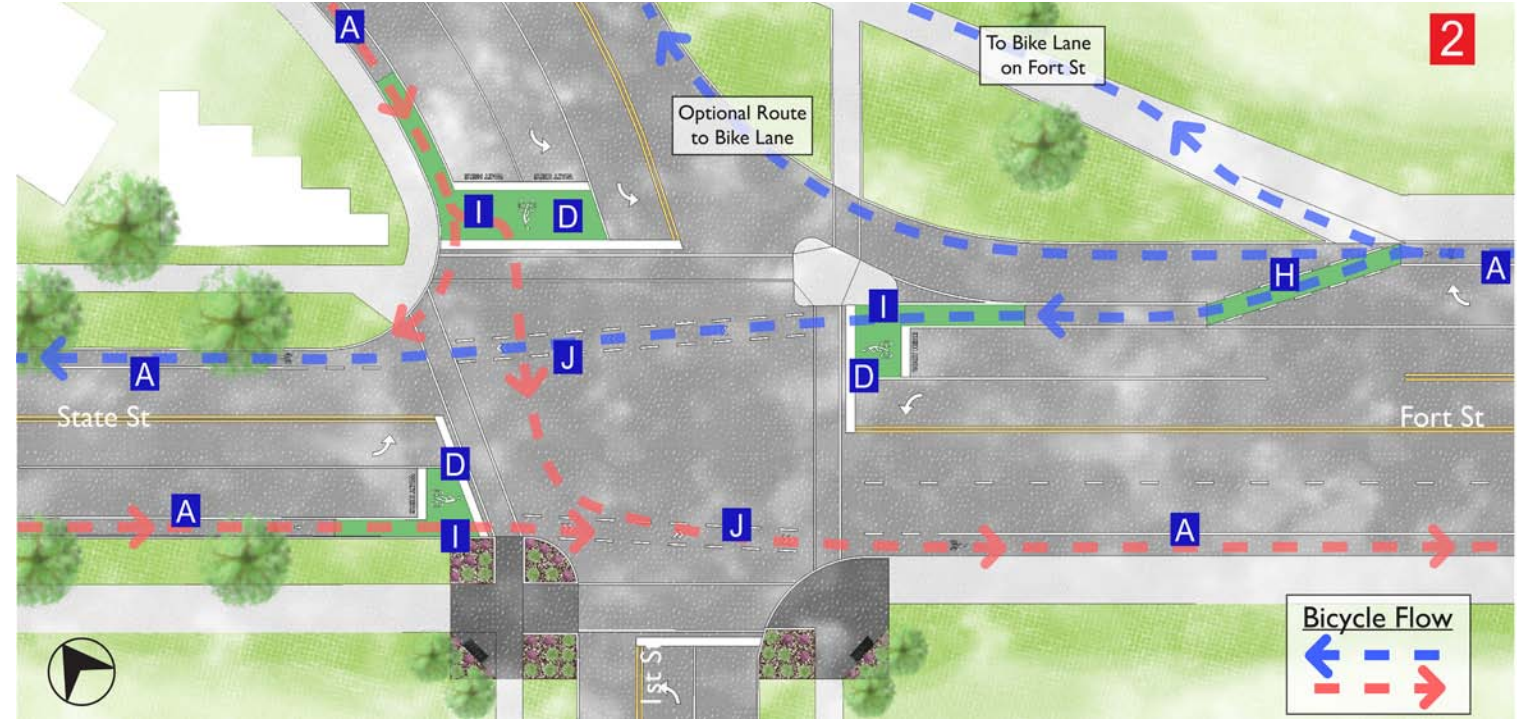 2
A
To Bike Lane
on Fort St
Optional Route
to Bike Lane
I
D
H
A
I
J
D
A
State St
Fort St
D
A
I
J
A
1st St
Bicycle Flow